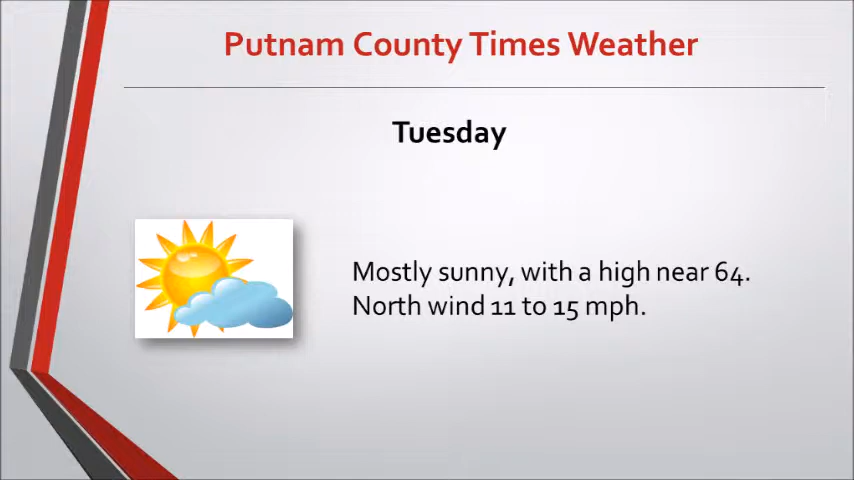 Putnam County Times Weather
Tuesday
Mostly sunny, with a high near 64.
North wind 11 to 15 mph.